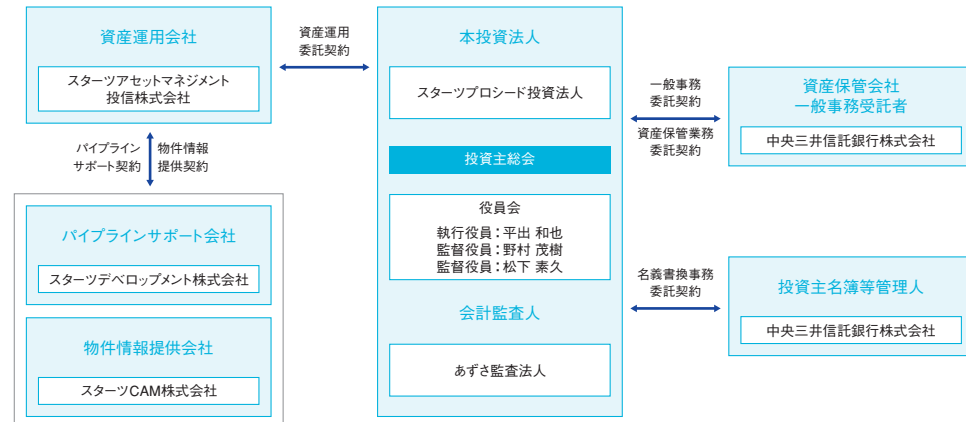 資産運用会社
スターツアセットマネジメント
投信株式会社
資産運用
委託契約
パイプライン
サポート契約
物件情報
提供契約
パイプラインサポート会社
スターツデベロップメント株式会社
物件情報提供会社
スターツCAM株式会社
本投資法人
スターツプロシード投資法人
投資主総会
役員会
執行役員：平出 和也
監督役員：野村 茂樹
監督役員：松下 素久
会計監査人
あずさ監査法人
一般事務
委託契約
資産保管業務
委託契約
資産保管会社
一般事務受託者
中央三井信託銀行株式会社
名義書換事務
委託契約
投資主名簿等管理人
中央三井信託銀行株式会社